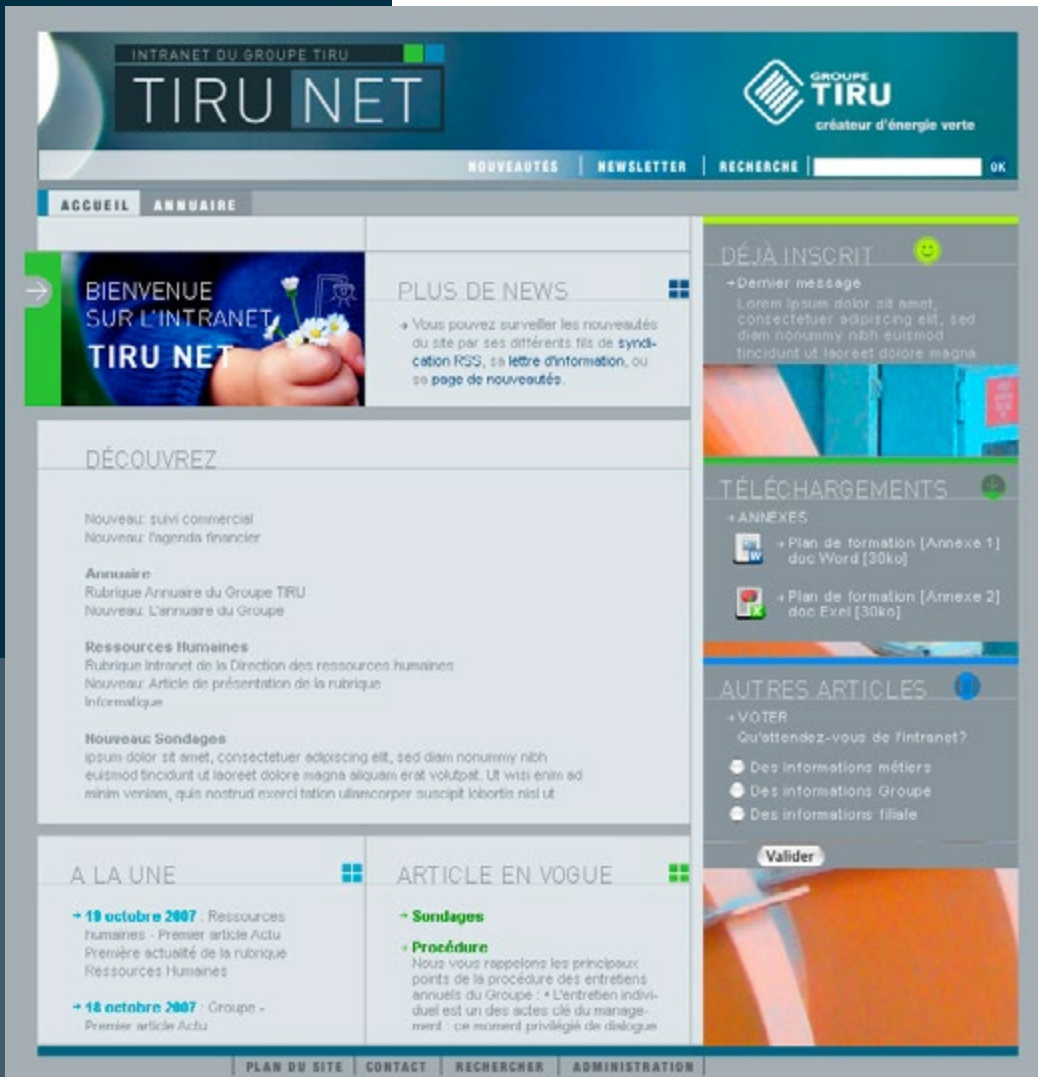 INTRANET DU GROUPE TIRU
TIRU NET
GROUPE
TIRU
créateur d'énergie verte
NOUVEAUTÉS | NEWSLETTER | RECHERCHE | OK
ACCUEIL ANNUAIRE
BIENVENUE
SUR L'INTRANET
TIRU NET
PLUS DE NEWS
Vous pouvez surveiller les nouveautés
du site par ses différents fils de syndi-
cation RSS, sa lettre d'information, ou
sa page de nouveautés.
DÉCOUVREZ
Nouveau: suivi commercial
Nouveau: l'agenda financier
Annuaire
Rubrique Annuaire du Groupe TIRU
Nouveau: L'annuaire du Groupe
Ressources Humaines
Rubrique Intranet de la Direction des ressources humaines
Nouveau: Article de présentation de la rubrique
Informatique
Nouveau: Sondages
ipsum dolor sit amet, consectetuer adipiscing elit, sed diam nonummy nibh
euismod tincidunt ut laoreet dolore magna aliquam erat volutpat. Ut wisi enim ad
minim veniam, quis nostrud exerci tation ullamcorper suscipit lobortis nisl ut
A LA UNE
19 octobre 2007 : Ressources
humaines - Premier article Actu
Première actualité de la rubrique
Ressources Humaines
18 octobre 2007 : Groupe -
Premier article Actu
ARTICLE EN VOGUE
Sondages
Procédure
Nous vous rappelons les principaux
points de la procédure des entretiens
annuels du Groupe : • L'entretien indivi-
duel est un des actes clé du manage-
ment : ce moment privilégié de dialogue
DÉJÀ INSCRIT
Dernier message
Lorem ipsum dolor sit amet,
consectetuer adipiscing elit, sed
diam nonummy nibh euismod
tincidunt ut laoreet dolore magna
TÉLÉCHARGEMENTS
ANNEXES
Plan de formation [Annexe 1]
doc Word [30ko]
Plan de formation [Annexe 2]
doc Exel [30ko]
AUTRES ARTICLES
VOTER
Qu'attendez-vous de l'intranet?
Des informations métiers
Des informations Groupe
Des informations filiale
Valider
PLAN DU SITE | CONTACT | RECHERCHER | ADMINISTRATION